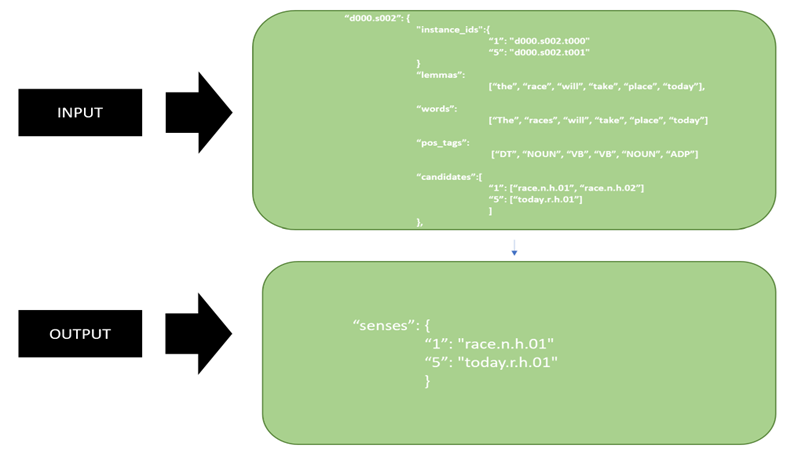 INPUT
“d000.s002”: {
“instance_ids”:{
“1”: "d000.s002.t000"
“5”: "d000.s002.t001"
}
“lemmas”:
[“the”, “race”, “will”, “take”, “place”, “today”],
“words”:
[“The”, “races”, “will”, “take”, “place”, “today”]
“pos_tags”:
[“DT”, “NOUN”, “VB”, “VB”, “NOUN”, “ADP”]
“candidates”:[
“1”: [“race.n.h.01”, “race.n.h.02”]
“5”: [“today.r.h.01”]
]
},
OUTPUT
“senses”: {
“1”: "race.n.h.01"
“5”: "today.r.h.01"
}